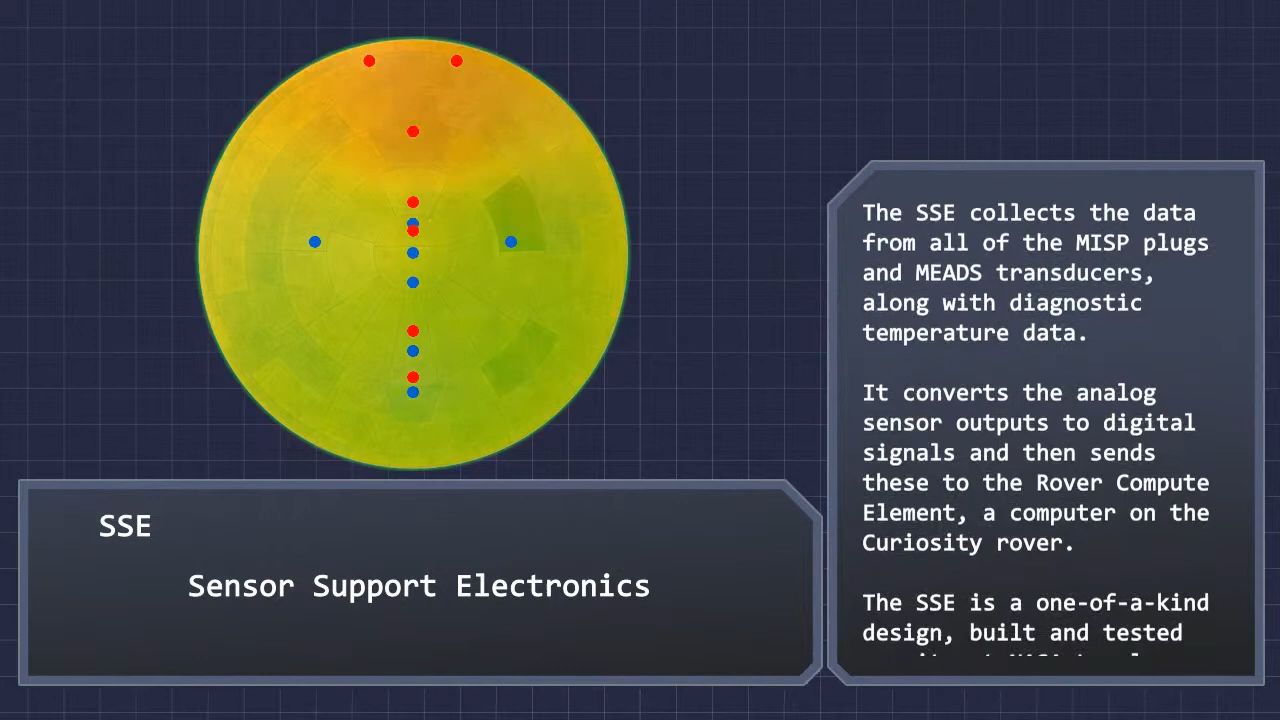 SSE
Sensor Support Electronics
The SSE collects the data
from all of the MISP plugs
and MEADS transducers,
along with diagnostic
temperature data.
It converts the analog
sensor outputs to digital
signals and then sends
these to the Rover Compute
Element, a computer on the
Curiosity rover.
The SSE is a one-of-a-kind
design, built and tested